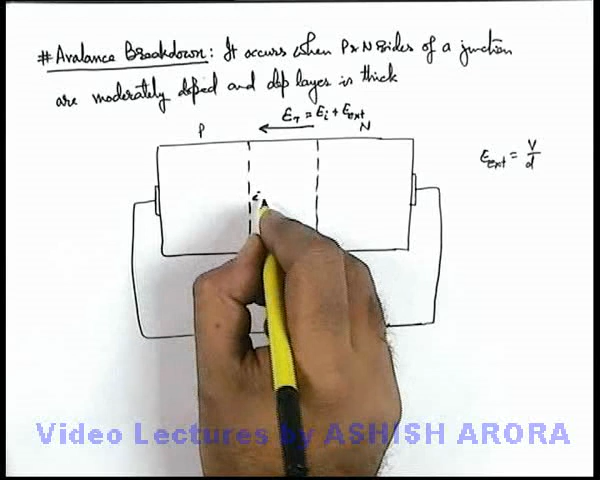 # Avalance Breakdown: It occurs when P & N sides of a junction
are moderately doped and dep layer is thick
E_T = E_i + E_ext
P N
E_ext = V/d
e
Video Lectures by ASHISH ARORA